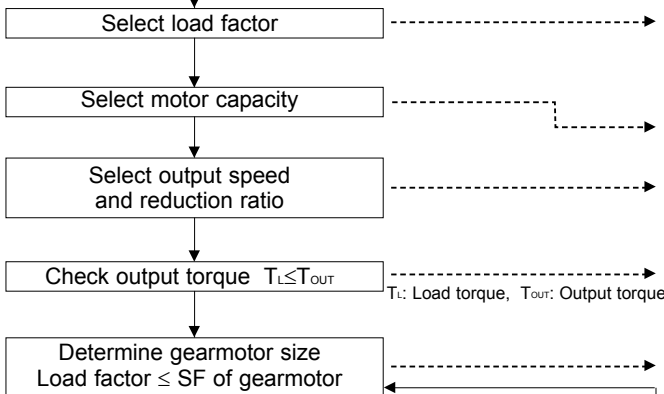 Select load factor
Select motor capacity
Select output speed
and reduction ratio
Check output torque TL≤TOUT
TL: Load torque, TOUT: Output torque
Determine gearmotor size
Load factor ≤ SF of gearmotor